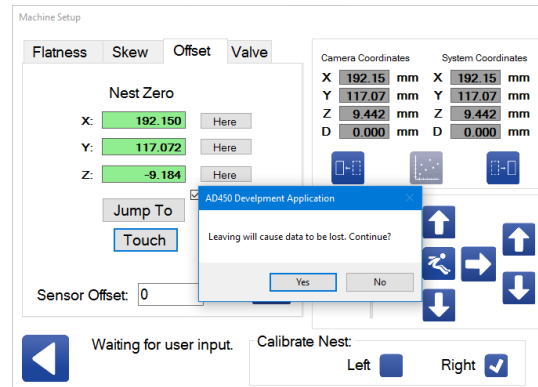 Machine Setup
Flatness Skew Offset Valve
Nest Zero
X: 192.150 Here
Y: 117.072 Here
Z: -9.184 Here
Jump To
Touch
Sensor Offset: 0
Camera Coordinates System Coordinates
X 192.15 mm X 192.15 mm
Y 117.07 mm Y 117.07 mm
Z 9.442 mm Z 9.442 mm
D 0.000 mm D 0.000 mm
AD450 Develpment Application
Leaving will cause data to be lost. Continue?
Yes No
Waiting for user input.
Calibrate Nest:
Left Right